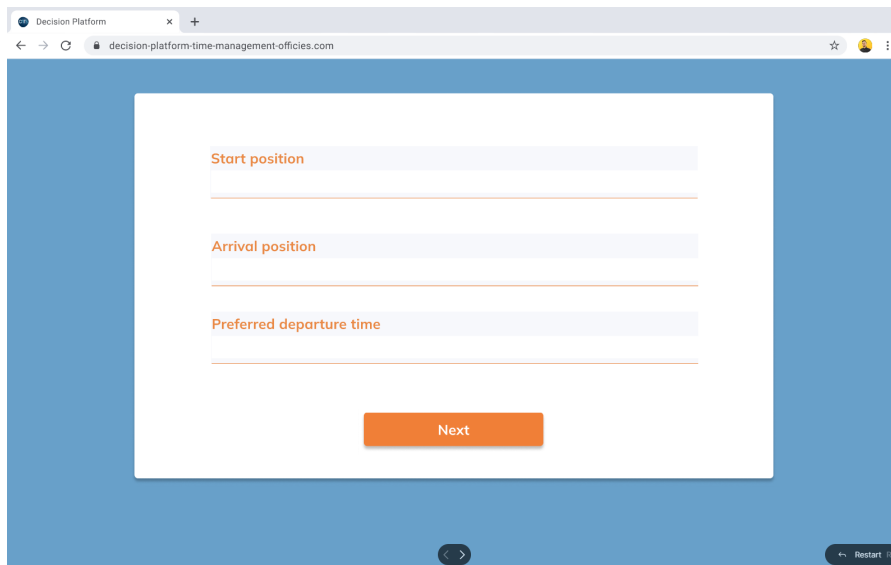 Decision Platform
decision-platform-time-management-officies.com
Start position
Arrival position
Preferred departure time
Next
Restart R